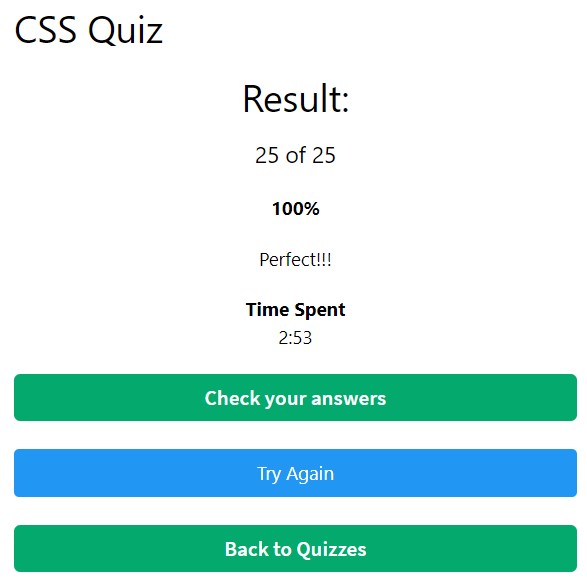 CSS Quiz
Result:
25 of 25
100%
Perfect!!!
Time Spent
2:53
Check your answers
Try Again
Back to Quizzes